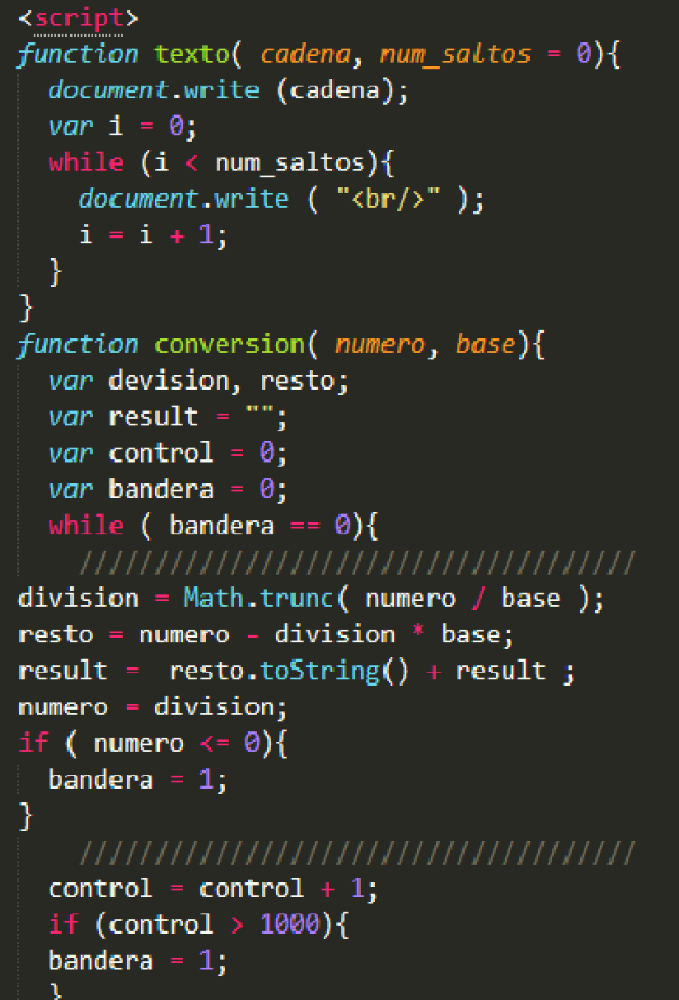 <script>
function texto( cadena, num_saltos = 0){
  document.write (cadena);
  var i = 0;
  while (i < num_saltos){
    document.write ( "<br/>" );
    i = i + 1;
  }
}
function conversion( numero, base){
  var devision, resto;
  var result = "";
  var control = 0;
  var bandera = 0;
  while ( bandera == 0){
    /////////////////////////////////////
division = Math.trunc( numero / base );
resto = numero - division * base;
result =  resto.toString() + result ;
numero = division;
if ( numero <= 0){
  bandera = 1;
}
    /////////////////////////////////////
  control = control + 1;
  if (control > 1000){
  bandera = 1;
  }